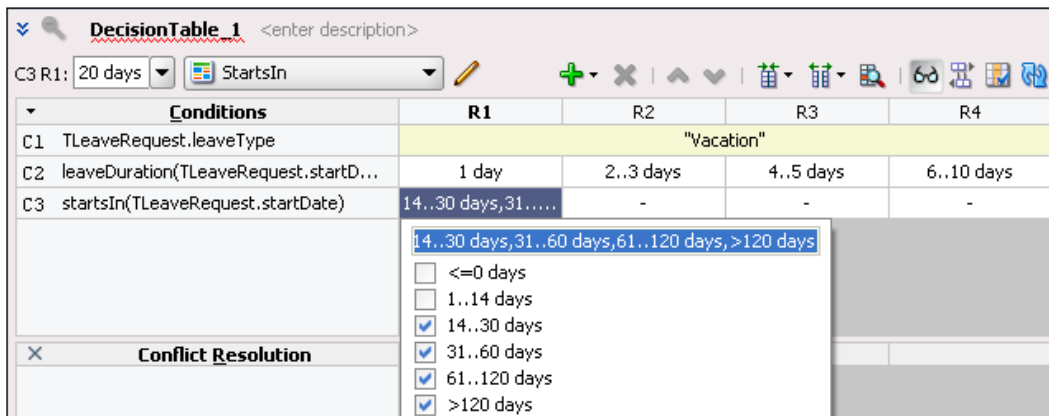 DecisionTable_1 <enter description>
C3 R1: 20 days StartsIn
Conditions R1 R2 R3 R4
C1 TLeaveRequest.leaveType "Vacation"
C2 leaveDuration(TLeaveRequest.startD... 1 day 2..3 days 4..5 days 6..10 days
C3 startsIn(TLeaveRequest.startDate) 14..30 days,31..... - - -
14..30 days,31..60 days,61..120 days,>120 days
<=0 days
1..14 days
14..30 days
31..60 days
Conflict Resolution
61..120 days
>120 days